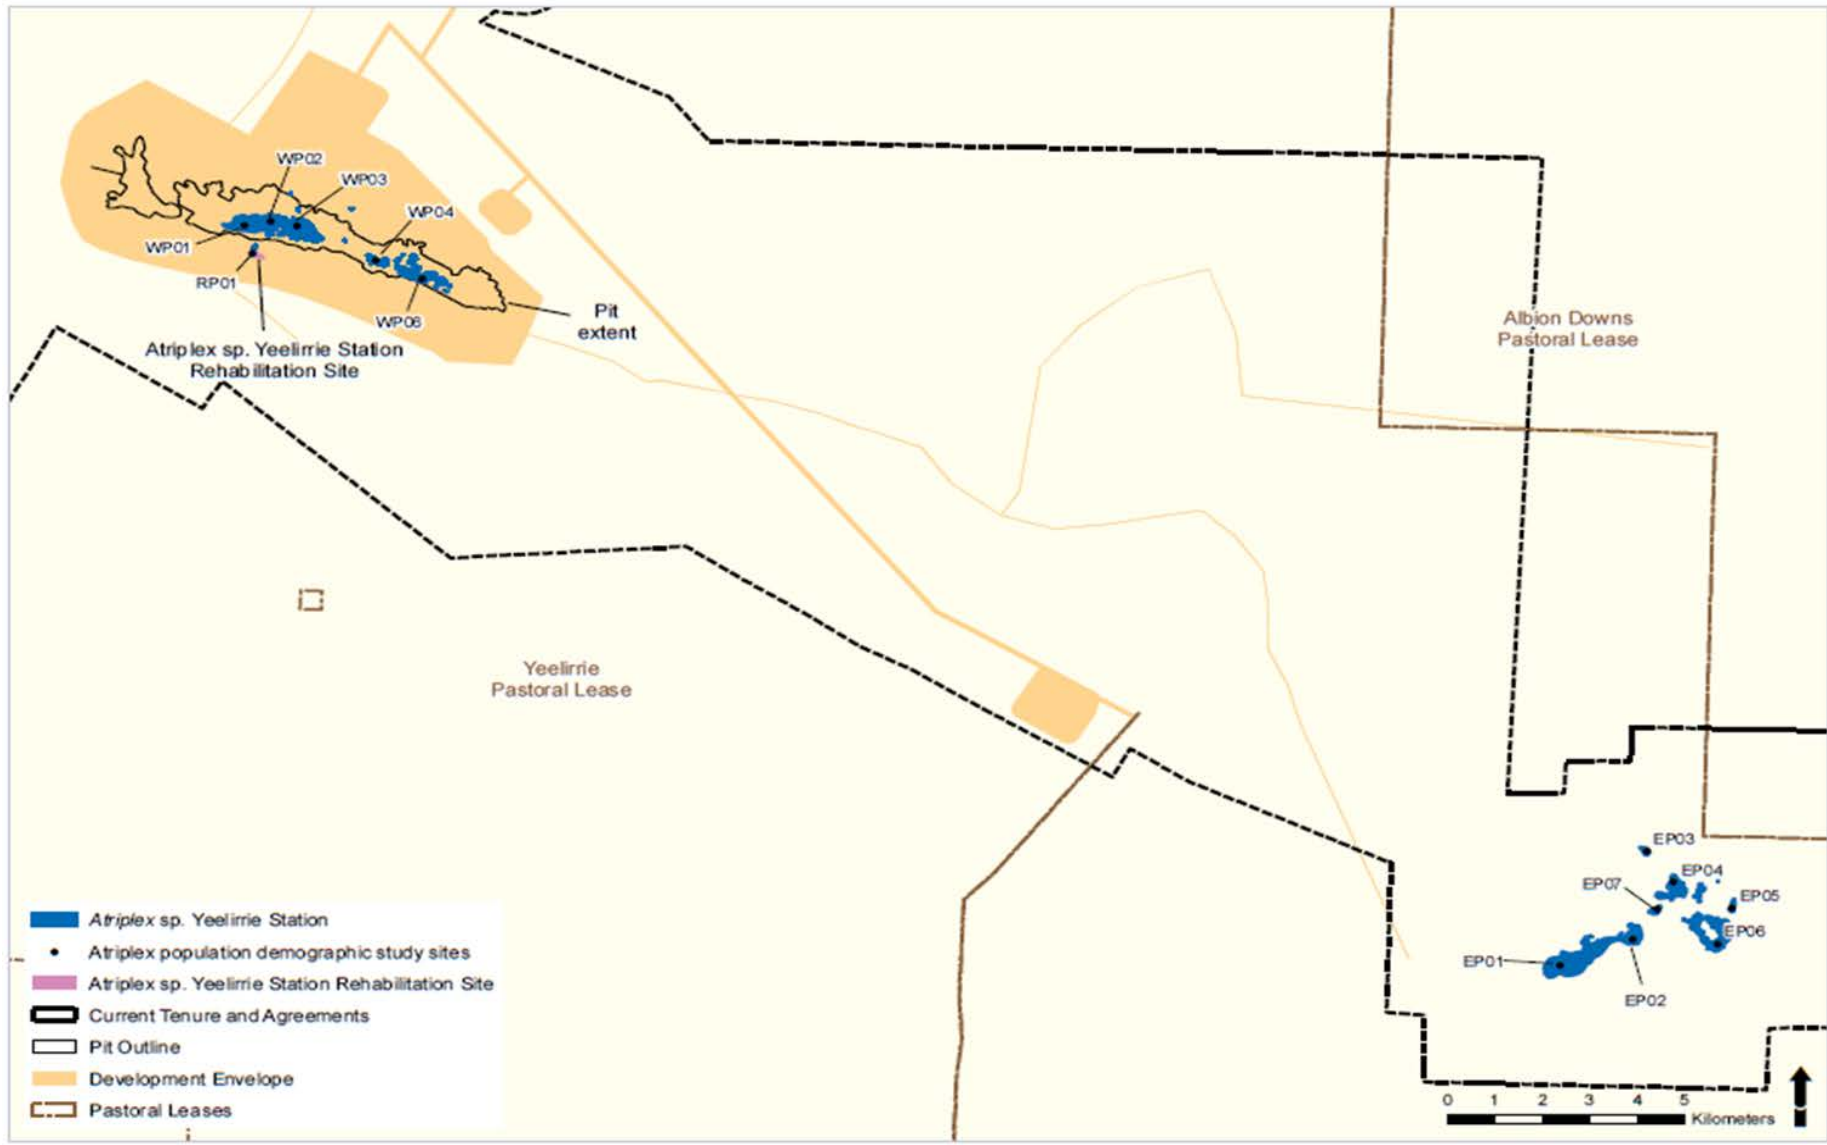 WP02
WP03
WP04
WP01
RP01
WP06
Pit
extent
Atriplex sp. Yeelirrie Station
Rehabilitation Site
Albion Downs
Pastoral Lease
Yeelirrie
Pastoral Lease
EP03
EP04
EP07
EP05
EP06
EP01
EP02
Atriplex sp. Yeelirrie Station
Atriplex population demographic study sites
Atriplex sp. Yeelirrie Station Rehabilitation Site
Current Tenure and Agreements
Pit Outline
Development Envelope
Pastoral Leases
0 1 2 3 4 5
Kilometers